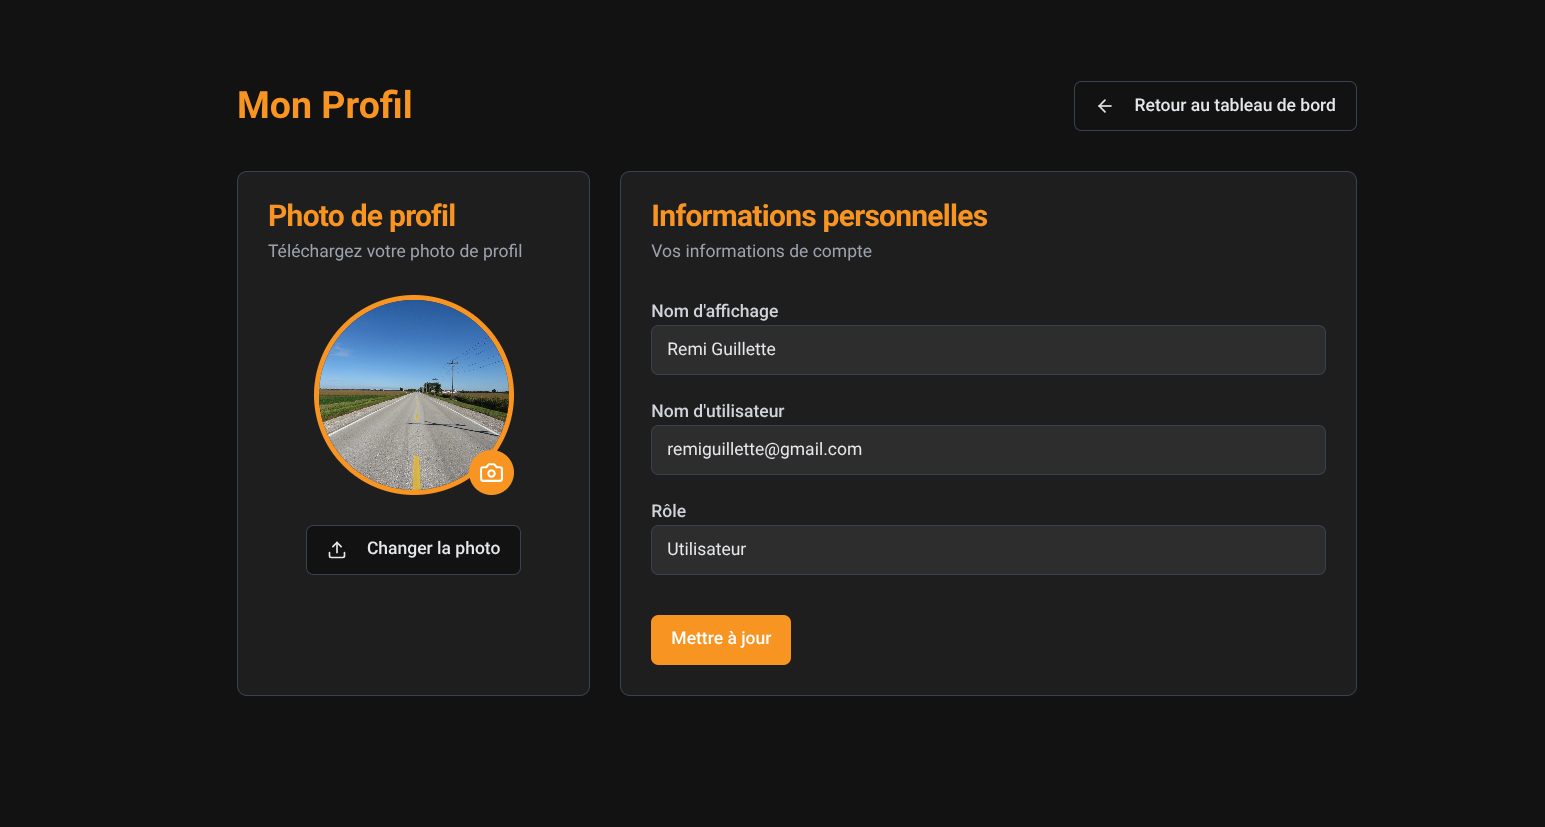 Mon Profil
Retour au tableau de bord
Photo de profil
Téléchargez votre photo de profil
Changer la photo
Informations personnelles
Vos informations de compte
Nom d'affichage
Remi Guillette
Nom d'utilisateur
remiguillette@gmail.com
Rôle
Utilisateur
Mettre à jour